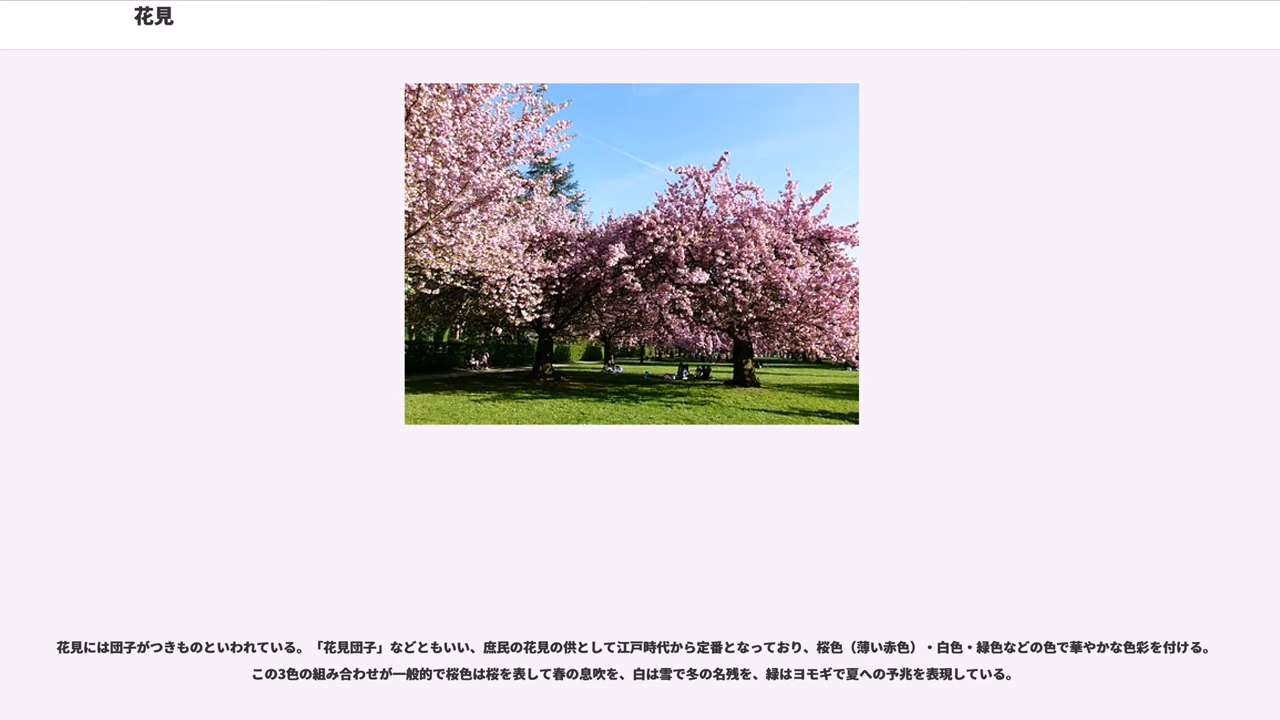 花見
花見には団子がつきものといわれている。「花見団子」などともいい、庶民の花見の供として江戸時代から定番となっており、桜色（薄い赤色）・白色・緑色などの色で華やかな色彩を付ける。
この3色の組み合わせが一般的で桜色は桜を表して春の息吹を、白は雪で冬の名残を、緑はヨモギで夏への予兆を表現している。